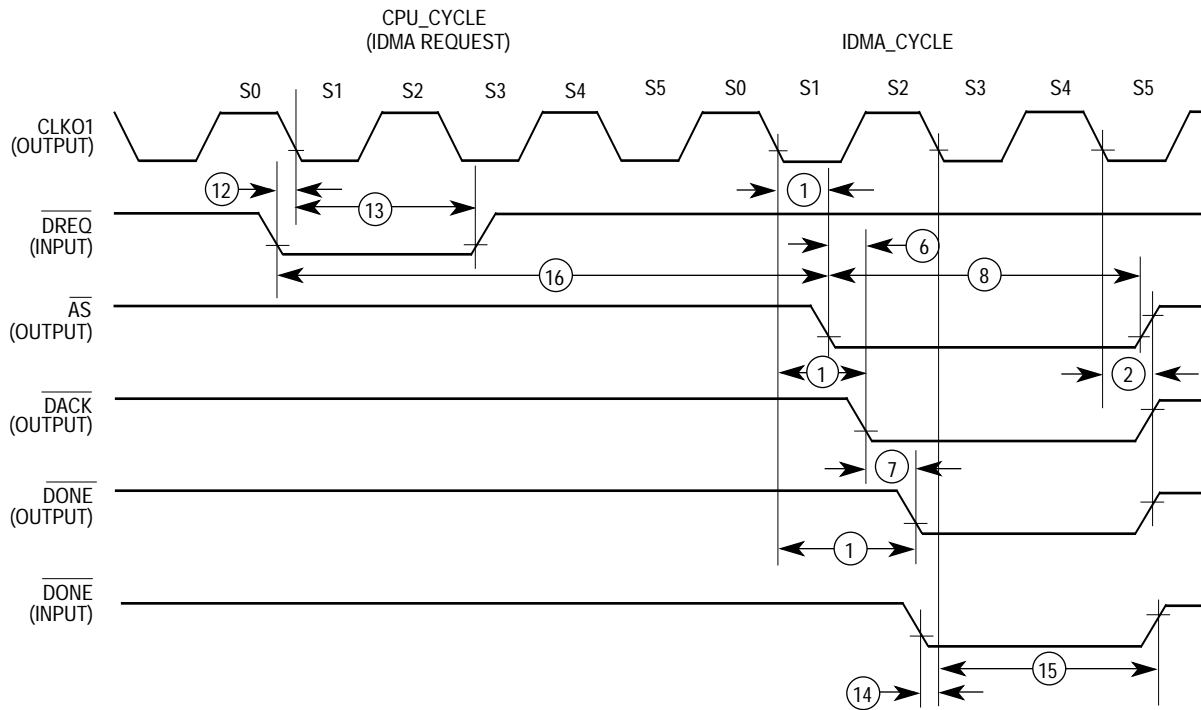 CPU_CYCLE
(IDMA REQUEST)
IDMA_CYCLE
S0 S1 S2 S3 S4 S5 S0 S1 S2 S3 S4 S5
CLKO1
(OUTPUT)
12
13
1
DREQ
(INPUT)
6
16
8
AS
(OUTPUT)
1
2
DACK
(OUTPUT)
7
DONE
(OUTPUT)
1
DONE
(INPUT)
15
14